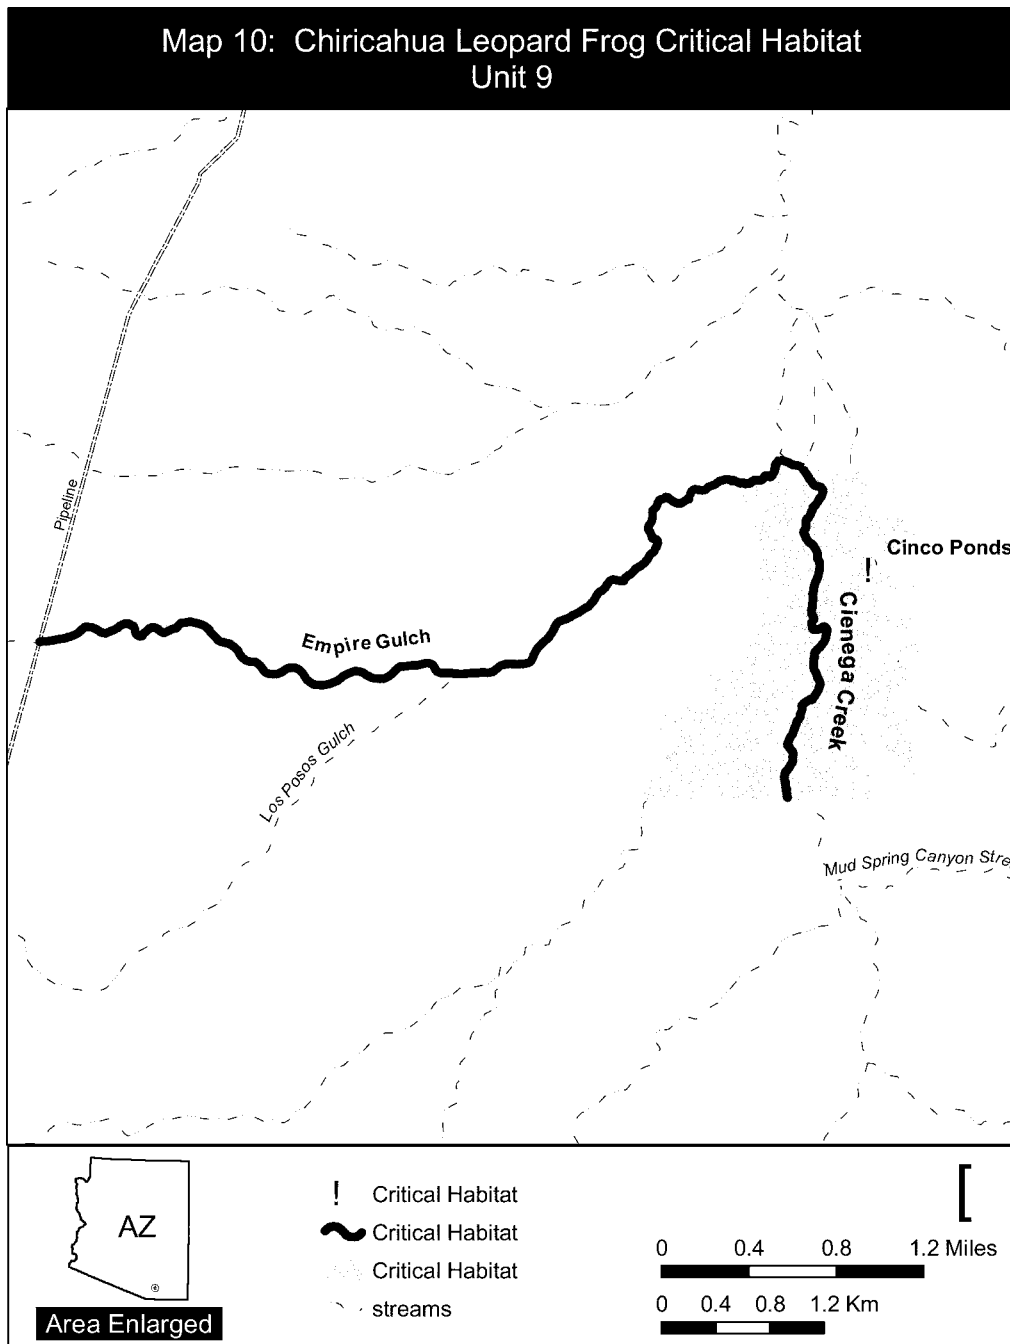 Map 10: Chiricahua Leopard Frog Critical Habitat
Unit 9
Pipeline
Cinco Ponds
!
Empire Gulch
Cienega Creek
Los Posos Gulch
Mud Spring Canyon Stre
AZ
Area Enlarged
! Critical Habitat
Critical Habitat
Critical Habitat
streams
[
0 0.4 0.8 1.2 Miles
0 0.4 0.8 1.2 Km